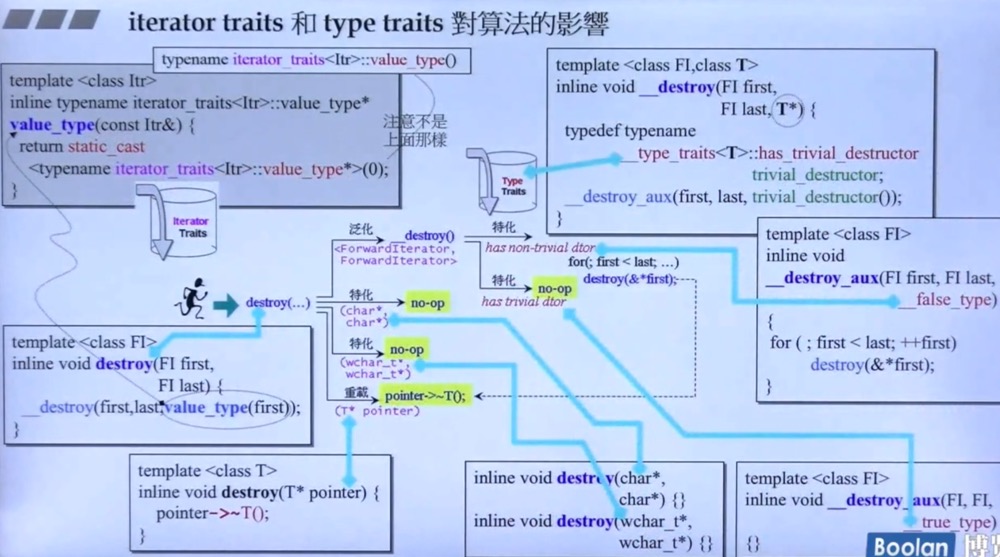 iterator traits 和 type traits 對算法的影響
typename iterator_traits<Itr>::value_type()
template <class Itr>
inline typename iterator_traits<Itr>::value_type*
value_type(const Itr&) {
return static_cast
<typename iterator_traits<Itr>::value_type*>(0);
}
注意不是
上面那樣
template <class FI,class T>
inline void __destroy(FI first,
FI last, T*) {
typedef typename
__type_traits<T>::has_trivial_destructor
trivial_destructor;
__destroy_aux(first, last, trivial_destructor());
}
Type
Traits
Iterator
Traits
destroy(…)
泛化
<ForwardIterator,
ForwardIterator>
__destroy()
特化
has non-trivial dtor
for(; first < last; …)
destroy(&*first);
特化
has trivial dtor
no-op
特化
(char*,
char*)
no-op
特化
(wchar_t*,
wchar_t*)
no-op
重載
(T* pointer)
pointer->~T();
template <class FI>
inline void
__destroy_aux(FI first, FI last,
__false_type)
{
for ( ; first < last; ++first)
destroy(&*first);
}
template <class FI>
inline void destroy(FI first,
FI last) {
__destroy(first,last,value_type(first));
}
template <class T>
inline void destroy(T* pointer) {
pointer->~T();
}
inline void destroy(char*,
char*) {}
inline void destroy(wchar_t*,
wchar_t*) {}
template <class FI>
inline void __destroy_aux(FI, FI,
__true_type)
{}
Boolan